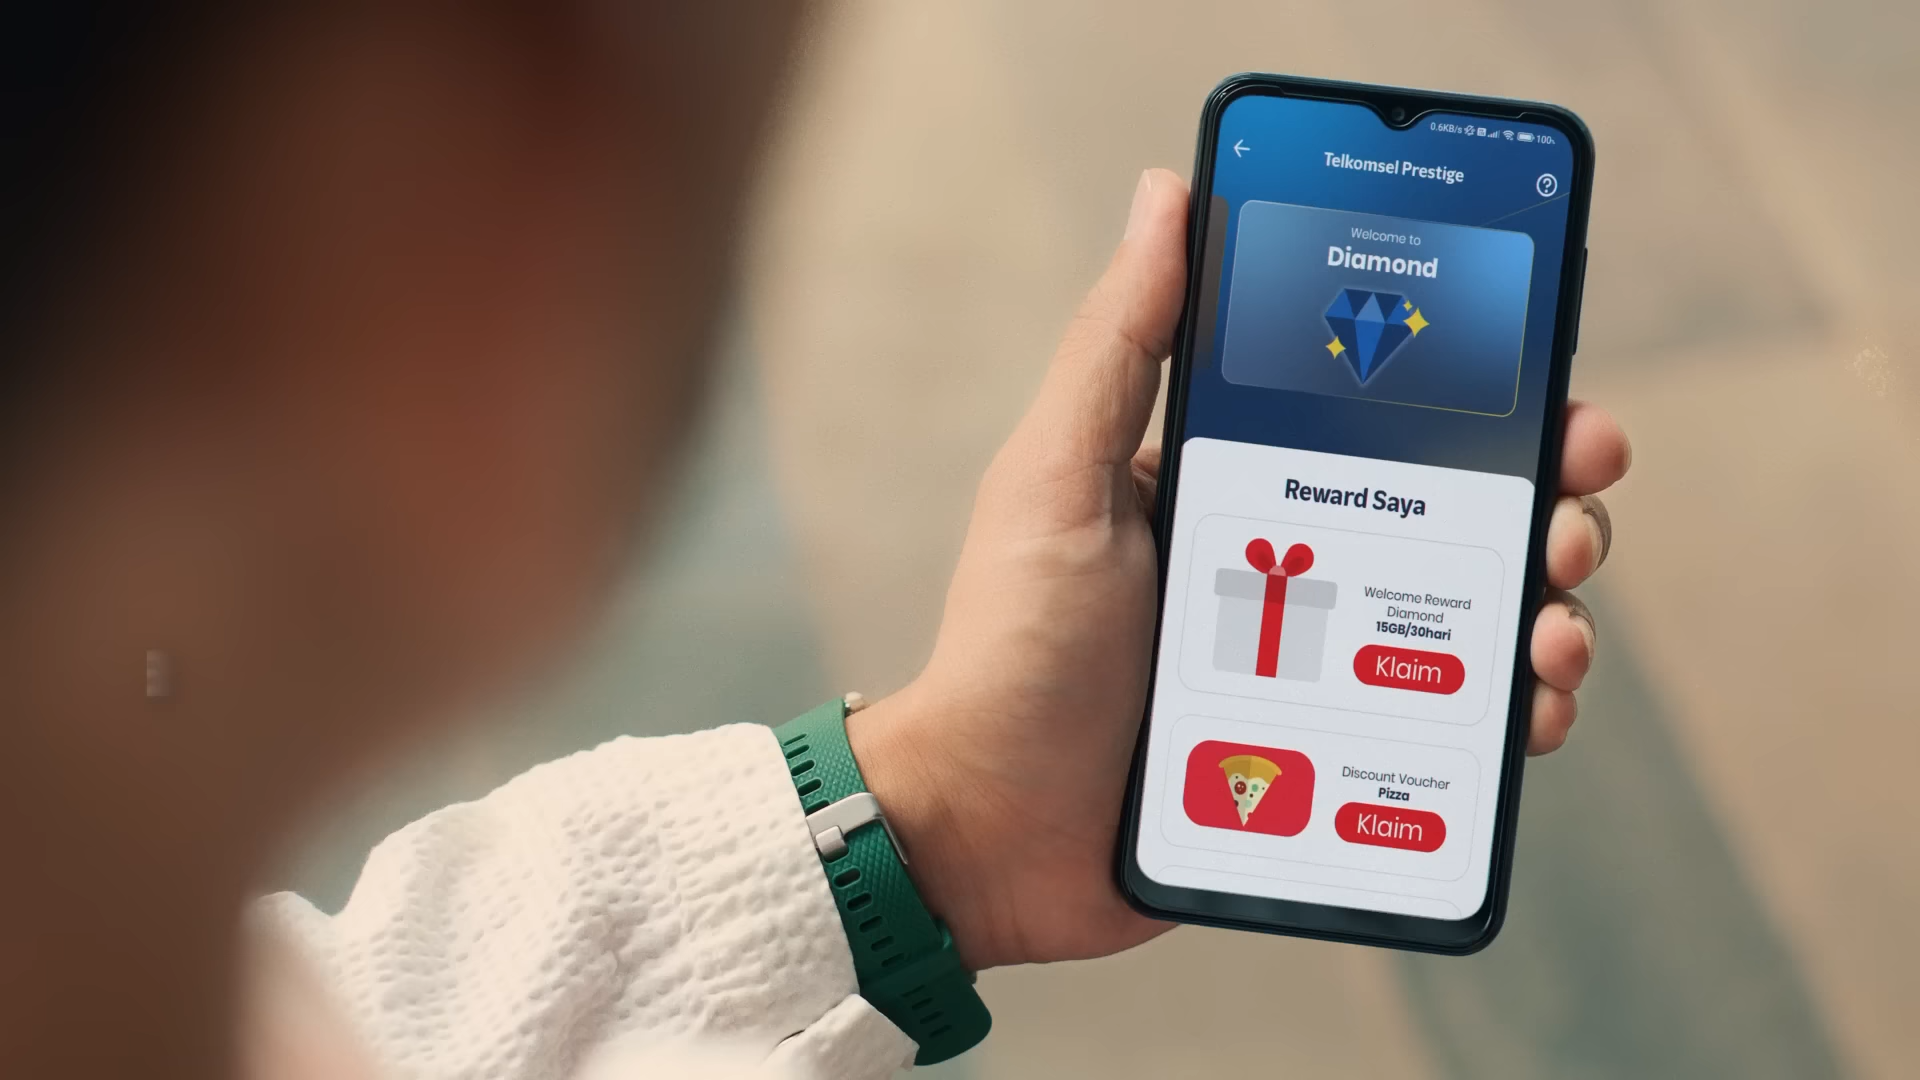 0.6KB/s 100%
Telkomsel Prestige
Welcome to
Diamond
Reward Saya
Welcome Reward
Diamond
15GB/30hari
Klaim
Discount Voucher
Pizza
Klaim